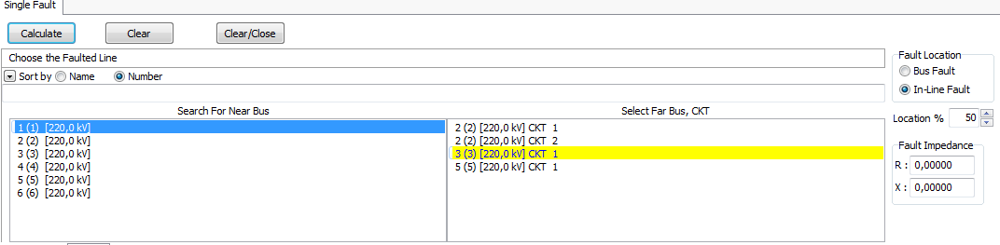 Single Fault
Calculate Clear Clear/Close
Choose the Faulted Line
Sort by Name Number
Search For Near Bus
1 (1) [220,0 kV]
2 (2) [220,0 kV]
3 (3) [220,0 kV]
4 (4) [220,0 kV]
5 (5) [220,0 kV]
6 (6) [220,0 kV]
Select Far Bus, CKT
2 (2) [220,0 kV] CKT 1
2 (2) [220,0 kV] CKT 2
3 (3) [220,0 kV] CKT 1
5 (5) [220,0 kV] CKT 1
Fault Location
Bus Fault
In-Line Fault
Location % 50
Fault Impedance
R : 0,00000
X : 0,00000